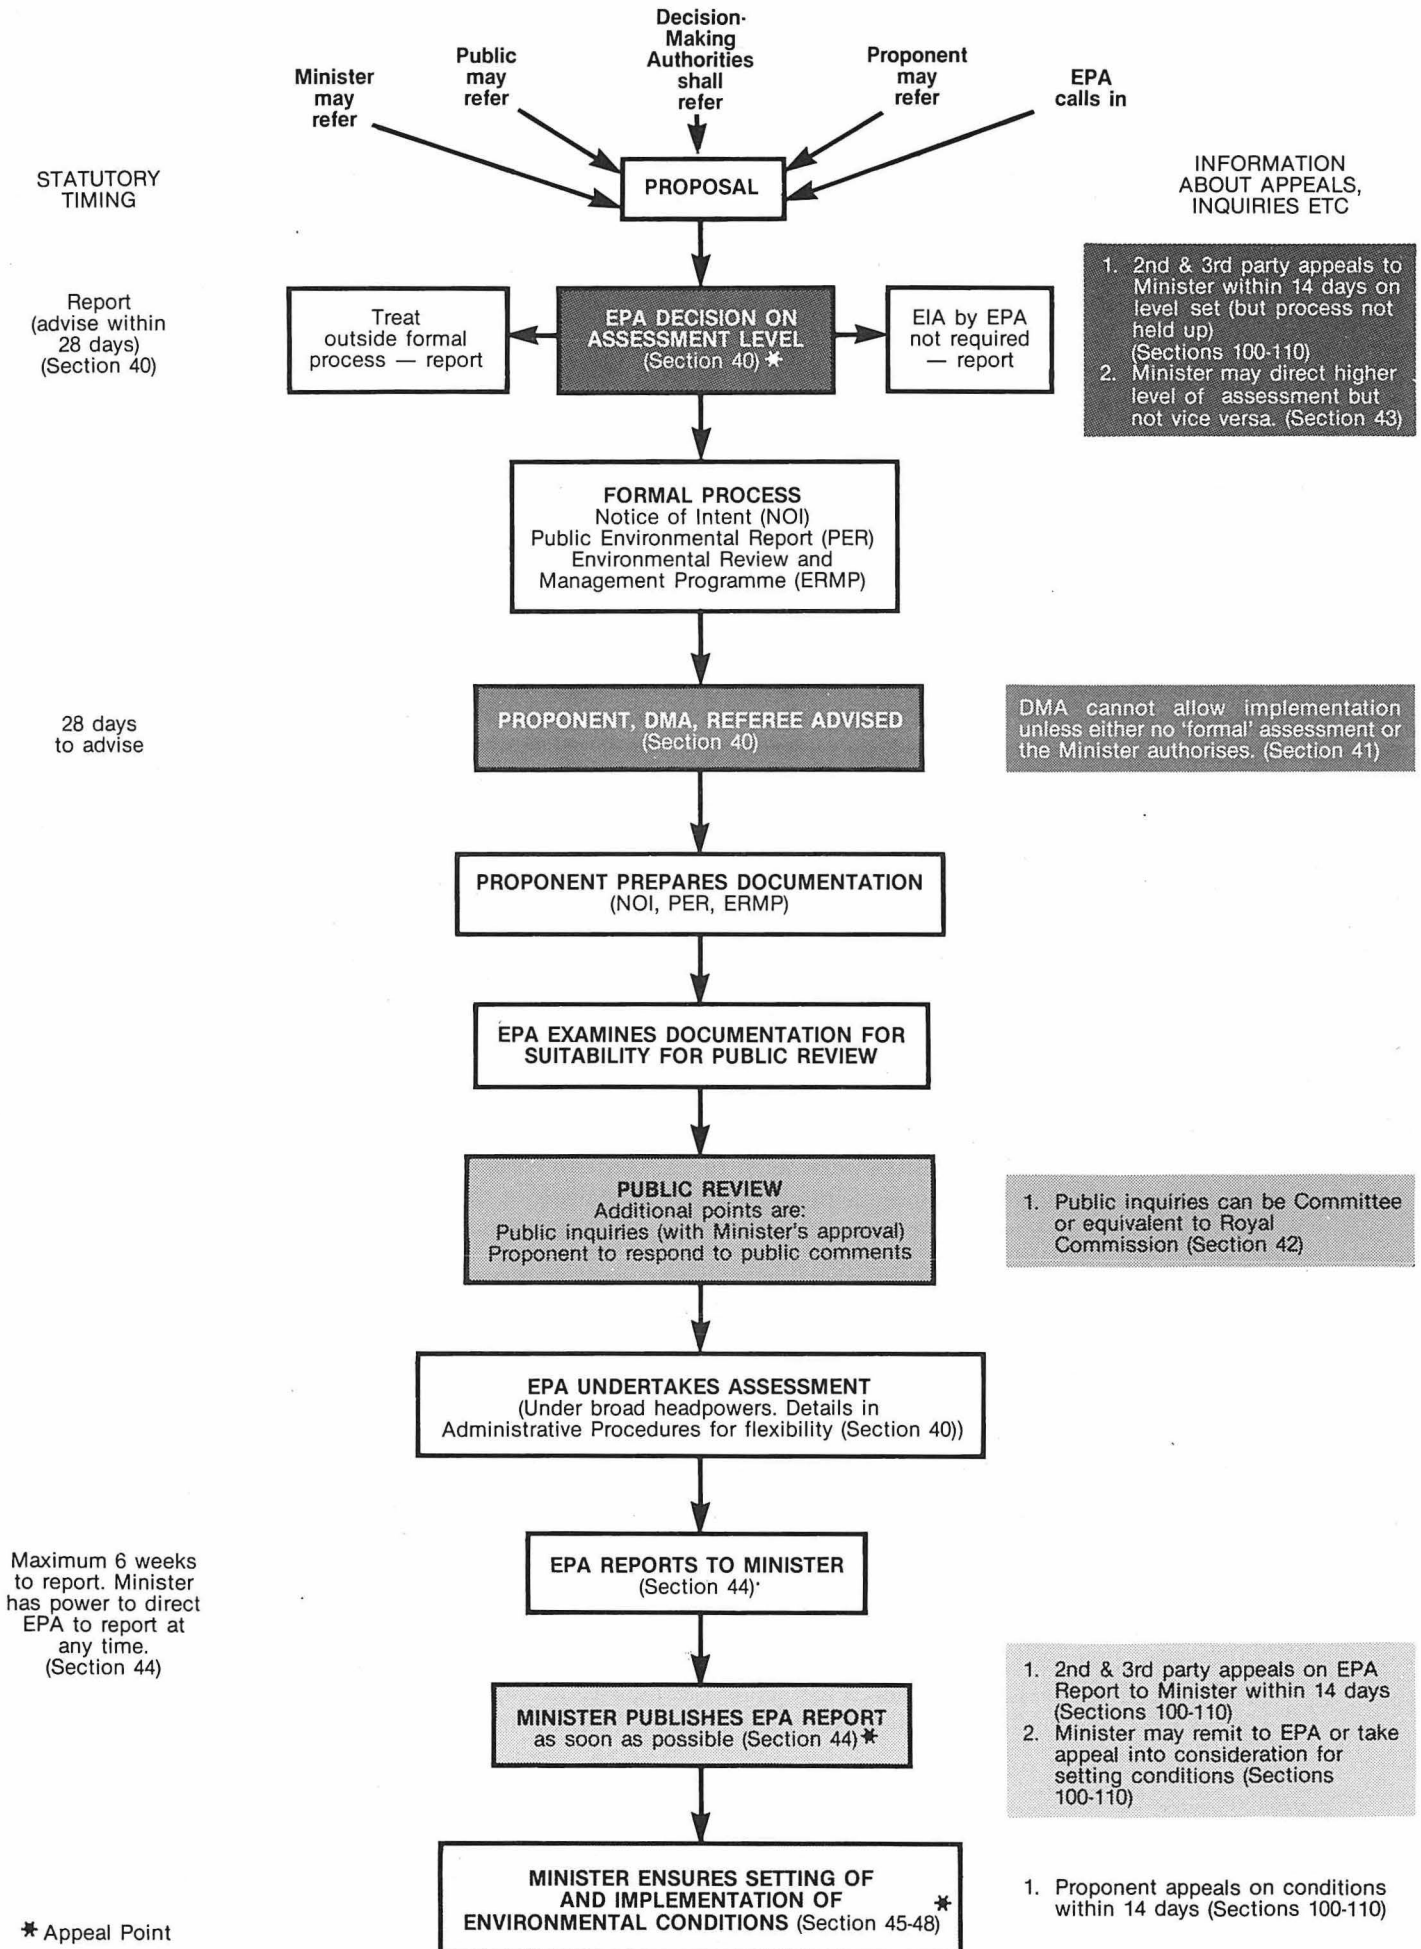 Minister
may
refer
Public
may
refer
Decision-
Making
Authorities
shall
refer
Proponent
may
refer
EPA
calls in
STATUTORY
TIMING
PROPOSAL
INFORMATION
ABOUT APPEALS,
INQUIRIES ETC
Report
(advise within
28 days)
(Section 40)
Treat
outside formal
process — report
EPA DECISION ON
ASSESSMENT LEVEL
(Section 40) *
EIA by EPA
not required
— report
1. 2nd & 3rd party appeals to
Minister within 14 days on
level set (but process not
held up)
(Sections 100-110)
2. Minister may direct higher
level of assessment but
not vice versa. (Section 43)
FORMAL PROCESS
Notice of Intent (NOI)
Public Environmental Report (PER)
Environmental Review and
Management Programme (ERMP)
28 days
to advise
PROPONENT, DMA, REFEREE ADVISED
(Section 40)
DMA cannot allow implementation
unless either no 'formal' assessment or
the Minister authorises. (Section 41)
PROPONENT PREPARES DOCUMENTATION
(NOI, PER, ERMP)
EPA EXAMINES DOCUMENTATION FOR
SUITABILITY FOR PUBLIC REVIEW
PUBLIC REVIEW
Additional points are:
Public inquiries (with Minister's approval)
Proponent to respond to public comments
1. Public inquiries can be Committee
or equivalent to Royal
Commission (Section 42)
EPA UNDERTAKES ASSESSMENT
(Under broad headpowers. Details in
Administrative Procedures for flexibility (Section 40))
Maximum 6 weeks
to report. Minister
has power to direct
EPA to report at
any time.
(Section 44)
EPA REPORTS TO MINISTER
(Section 44)
MINISTER PUBLISHES EPA REPORT
as soon as possible (Section 44) *
1. 2nd & 3rd party appeals on EPA
Report to Minister within 14 days
(Sections 100-110)
2. Minister may remit to EPA or take
appeal into consideration for
setting conditions (Sections
100-110)
MINISTER ENSURES SETTING OF
AND IMPLEMENTATION OF
ENVIRONMENTAL CONDITIONS (Section 45-48) *
1. Proponent appeals on conditions
within 14 days (Sections 100-110)
* Appeal Point